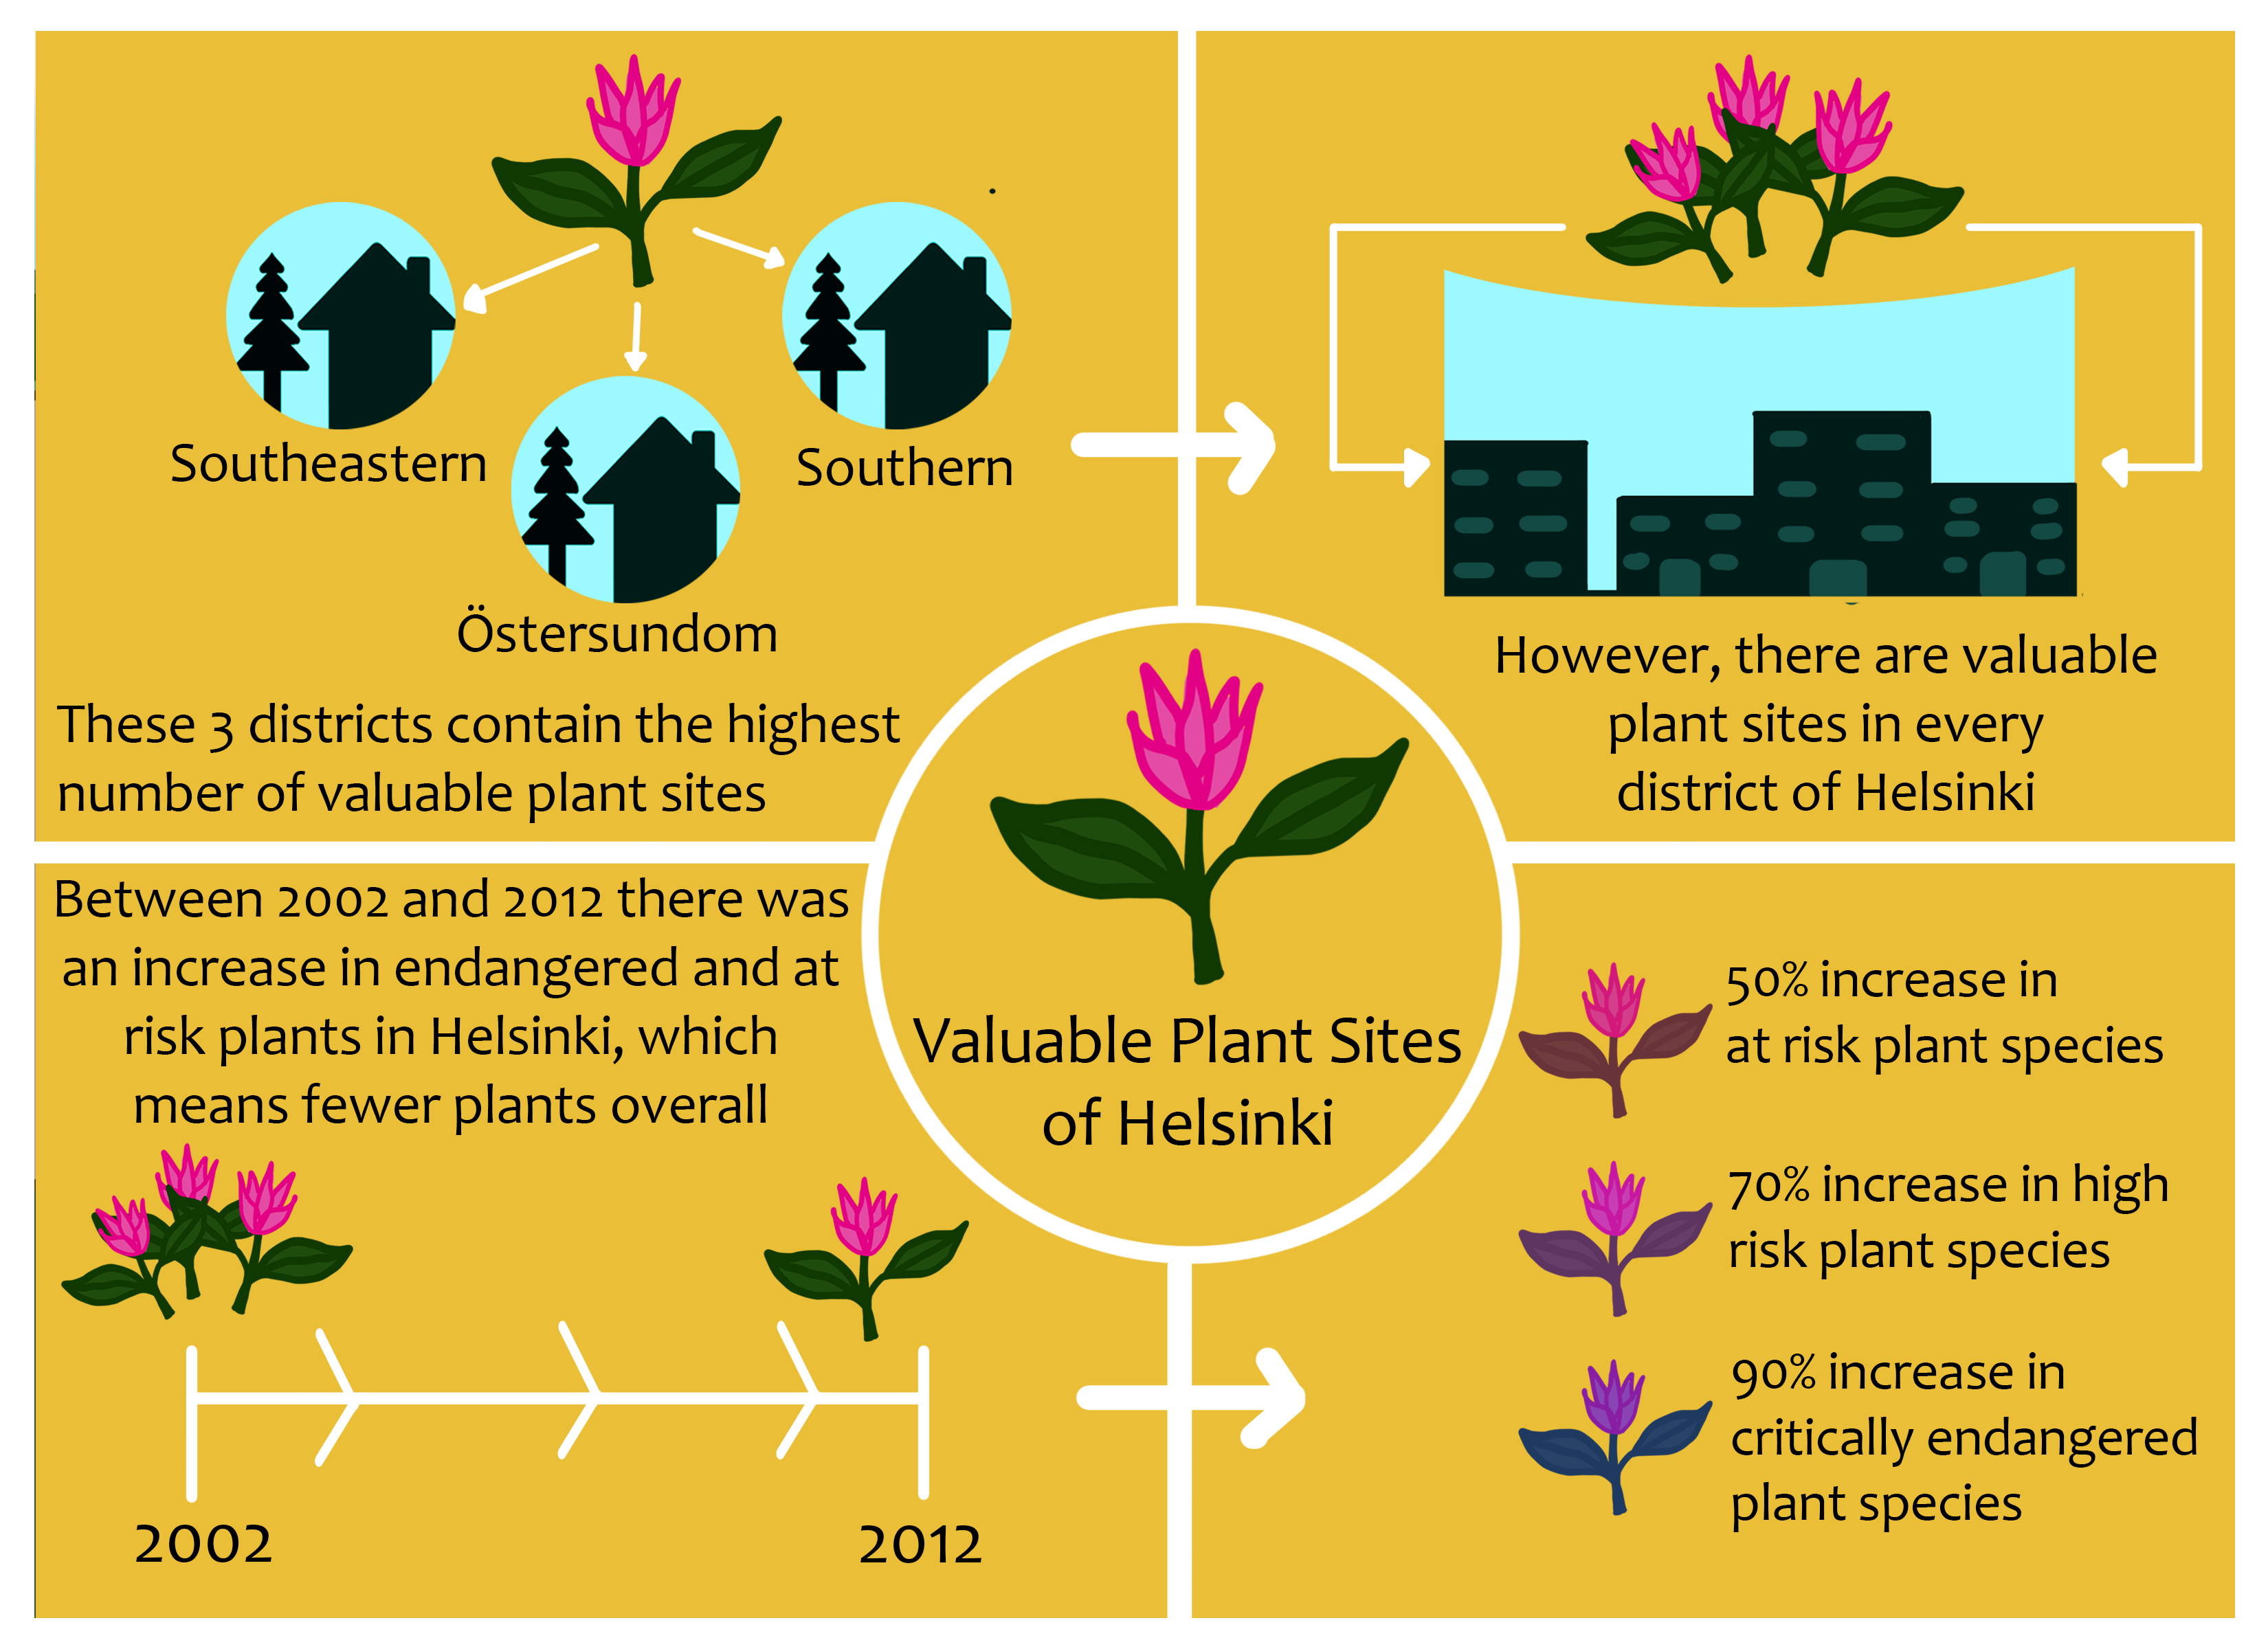 Southeastern
Southern
Östersundom
These 3 districts contain the highest
number of valuable plant sites
However, there are valuable
plant sites in every
district of Helsinki
Valuable Plant Sites
of Helsinki
Between 2002 and 2012 there was
an increase in endangered and at
risk plants in Helsinki, which
means fewer plants overall
2002
2012
50% increase in
at risk plant species
70% increase in high
risk plant species
90% increase in
critically endangered
plant species